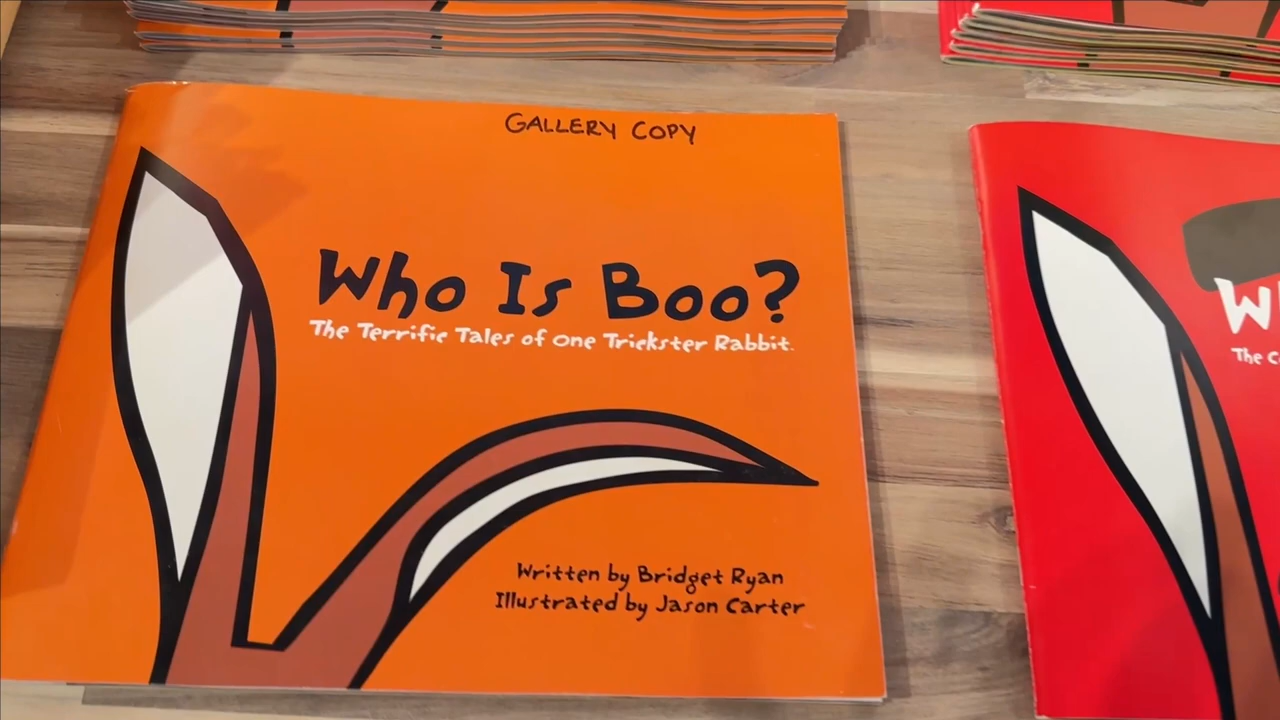 GALLERY COPY
Who Is Boo?
The Terrific Tales of One Trickster Rabbit.
Written by Bridget Ryan
Illustrated by Jason Carter
The